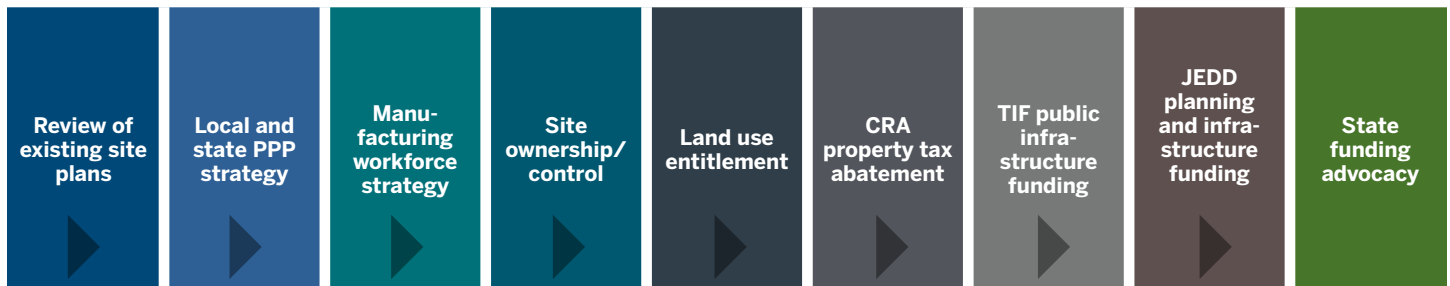 Review of
existing site
plans
Local and
state PPP
strategy
Manu-
facturing
workforce
strategy
Site
ownership/
control
Land use
entitlement
CRA
property tax
abatement
TIF public
infra-
structure
funding
JEDD
planning
and infra-
structure
funding
State
funding
advocacy